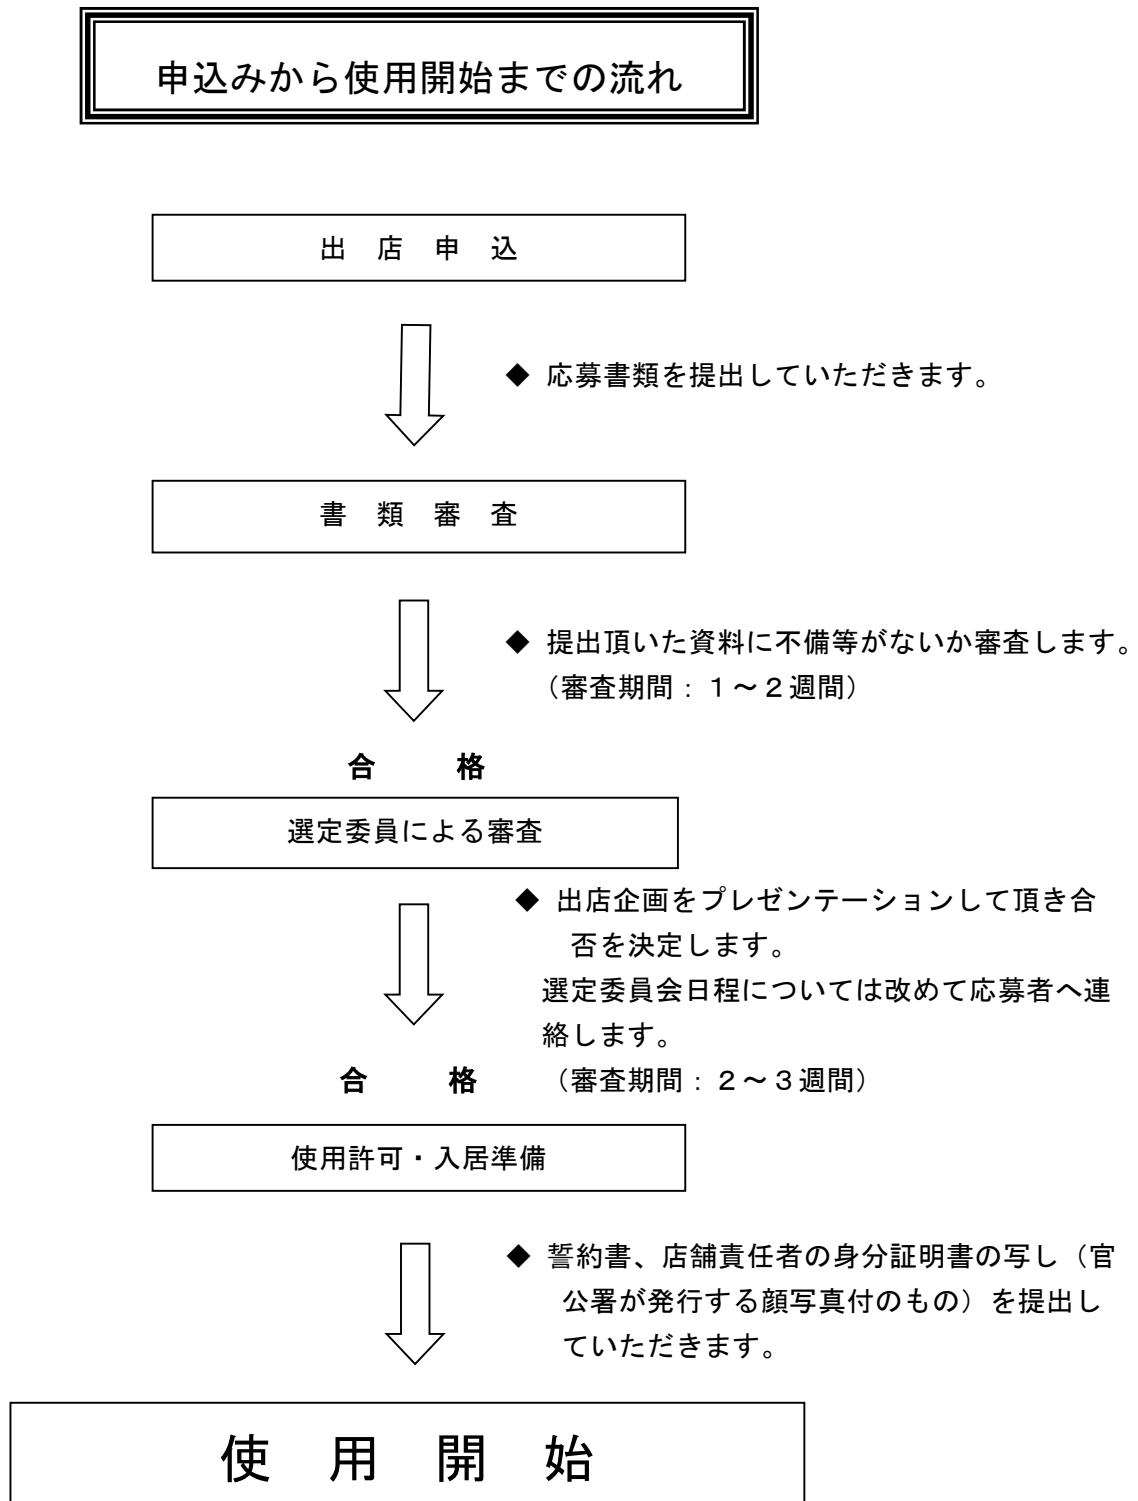 申込みから使用開始までの流れ
出　店　申　込
◆ 応募書類を提出していただきます。
書　類　審　査
◆ 提出頂いた資料に不備等がないか審査します。
（審査期間：１～２週間）
合　　　格
選定委員による審査
◆ 出店企画をプレゼンテーションして頂き合
否を決定します。
選定委員会日程については改めて応募者へ連
絡します。
合　　　格　　（審査期間：２～３週間）
使用許可・入居準備
◆ 誓約書、店舗責任者の身分証明書の写し（官
公署が発行する顔写真付のもの）を提出し
ていただきます。
使　用　開　始